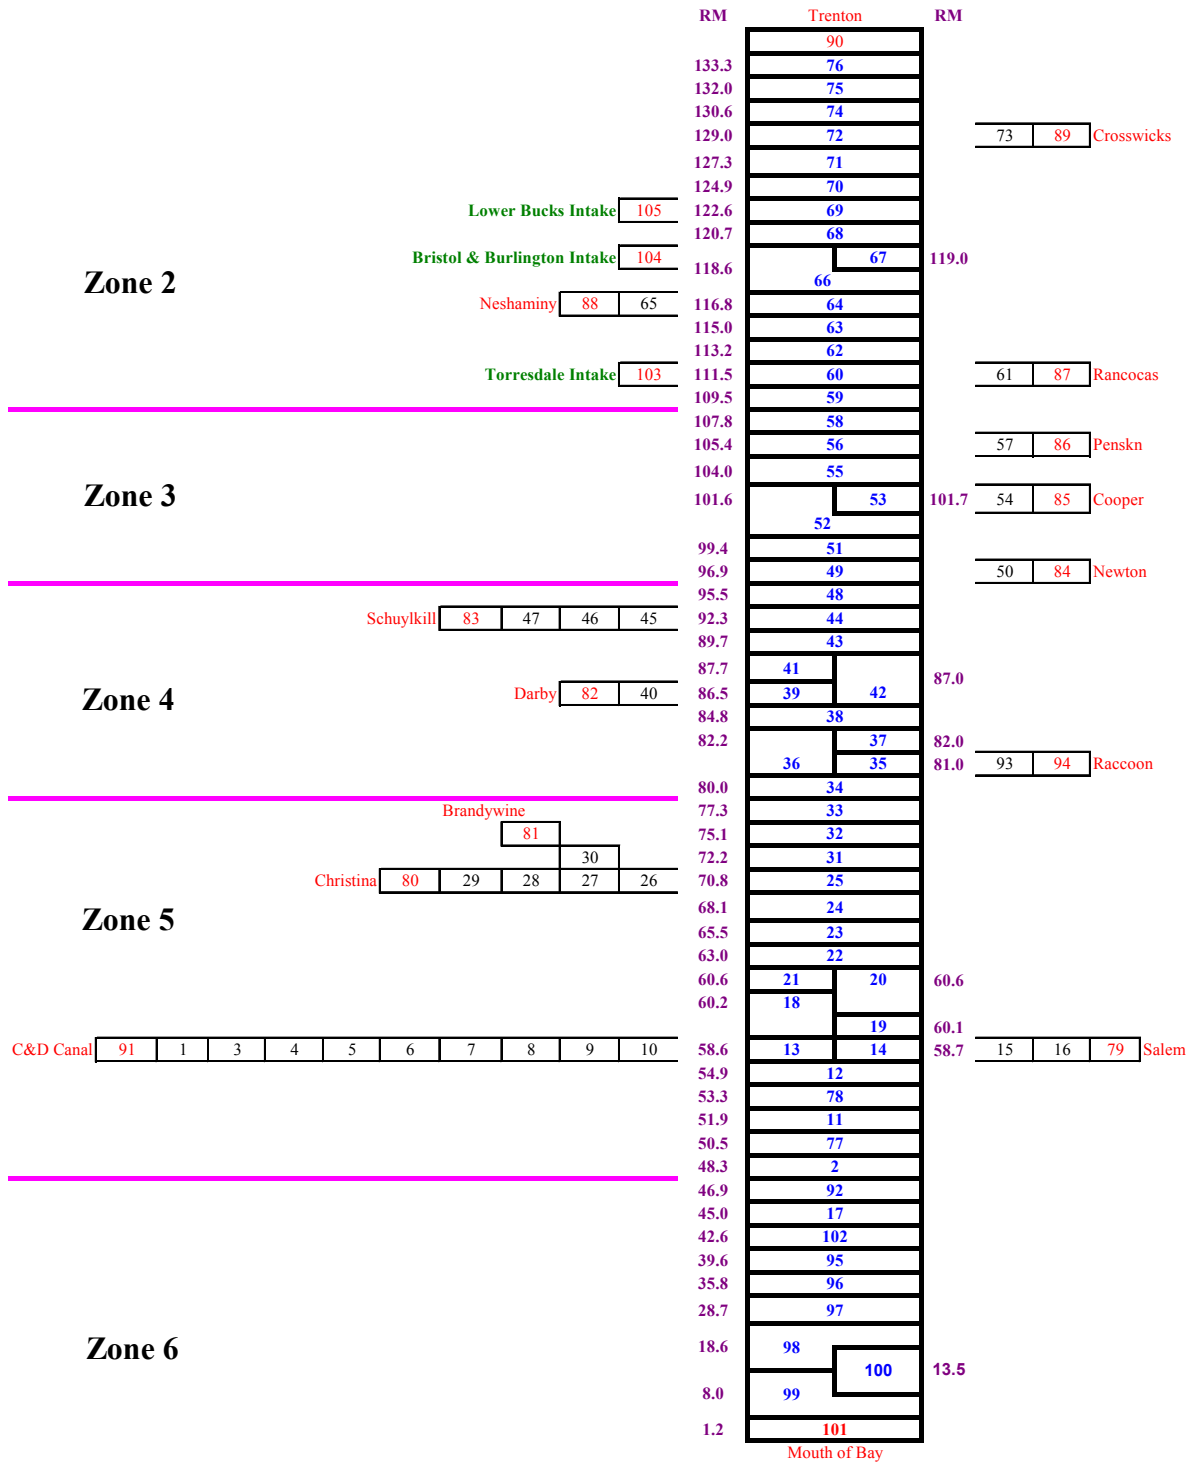 RM Trenton RM
90
133.3 76
132.0 75
130.6 74
129.0 72 73 89 Crosswicks
127.3 71
124.9 70
Lower Bucks Intake 105 122.6 69
120.7 68
Bristol & Burlington Intake 104 118.6 67 119.0
Zone 2 66
Neshaminy 88 65 116.8 64
115.0 63
113.2 62
Torresdale Intake 103 111.5 60 61 87 Rancocas
109.5 59
107.8 58
105.4 56 57 86 Penskn
104.0 55
Zone 3 101.6 53 101.7 54 85 Cooper
52
99.4 51
96.9 49 50 84 Newton
95.5 48
Schuylkill 83 47 46 45 92.3 44
89.7 43
87.7 41 87.0
Zone 4 Darby 82 40 86.5 39 42
84.8 38
82.2 37 82.0
36 35 81.0 93 94 Raccoon
80.0 34
Brandywine 77.3 33
81 75.1 32
30 72.2 31
Christina 80 29 28 27 26 70.8 25
68.1 24
Zone 5
65.5 23
63.0 22
60.6 21 20 60.6
60.2 18
19 60.1
C&D Canal 91 1 3 4 5 6 7 8 9 10 58.6 13 14 58.7 15 16 79 Salem
54.9 12
53.3 78
51.9 11
50.5 77
48.3 2
46.9 92
45.0 17
42.6 102
39.6 95
35.8 96
28.7 97
Zone 6 18.6 98
100 13.5
8.0 99
1.2 101
Mouth of Bay